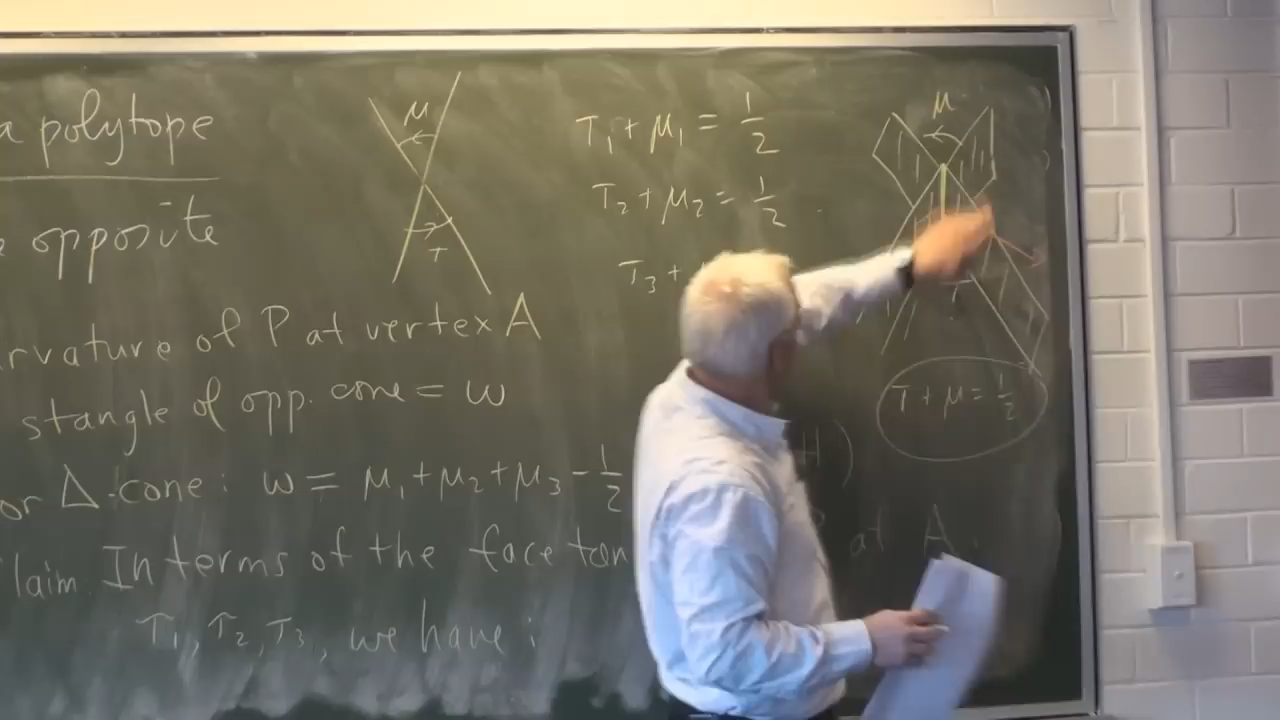 a polytope
opposite
rvature of P at vertex A
stangle of opp. cone = w
or Δ-cone: w = μ₁ + μ₂ + μ₃ - 1/2
laim. In terms of the face
τ₁, τ₂, τ₃, we have:
μ
τ
τ₁ + μ₁ = 1/2
τ₂ + μ₂ = 1/2
τ₃ +
μ
τ
τ + μ = 1/2
H)
at A.